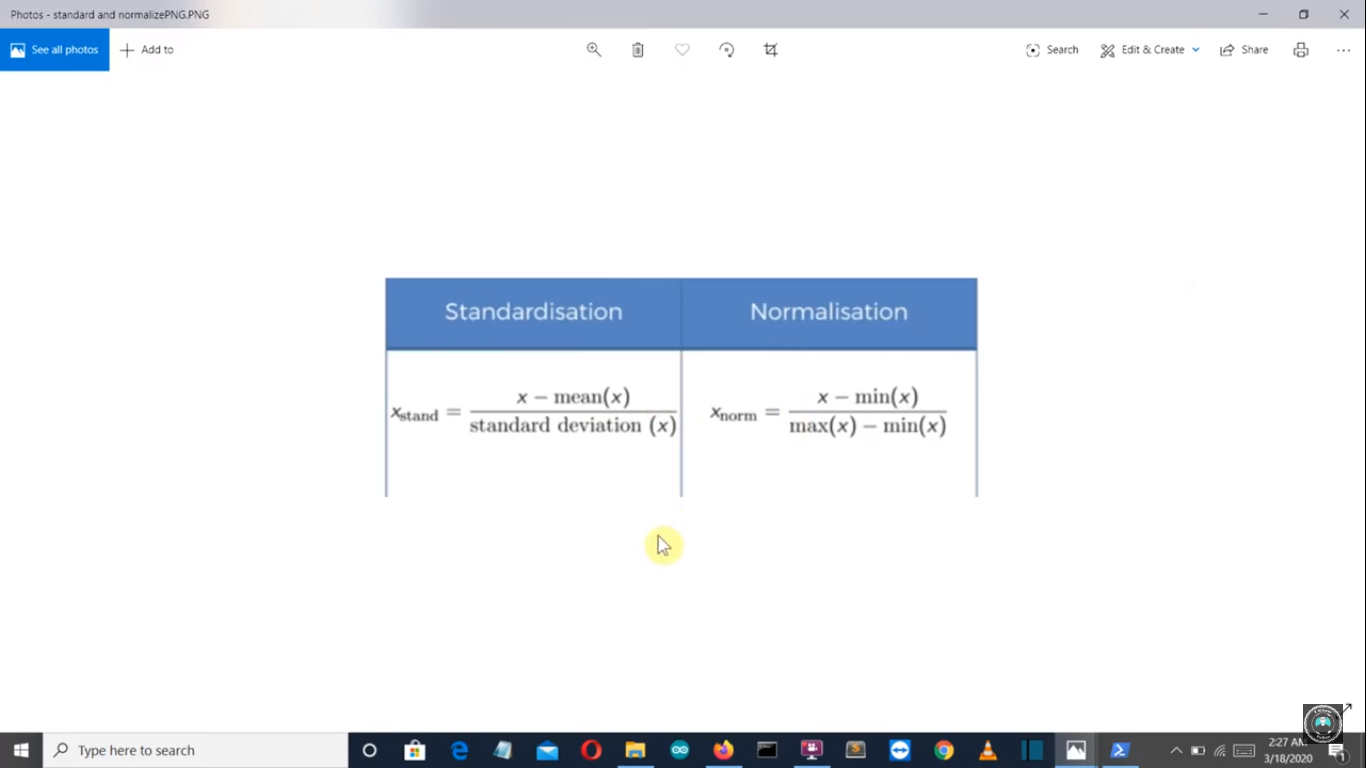 Photos - standard and normalizePNG.PNG
See all photos
Add to
Search
Edit & Create
Share
Standardisation
Normalisation
x_stand = (x − mean(x)) / (standard deviation (x))
x_norm = (x − min(x)) / (max(x) − min(x))
Type here to search
2:27 AM
3/18/2020
1